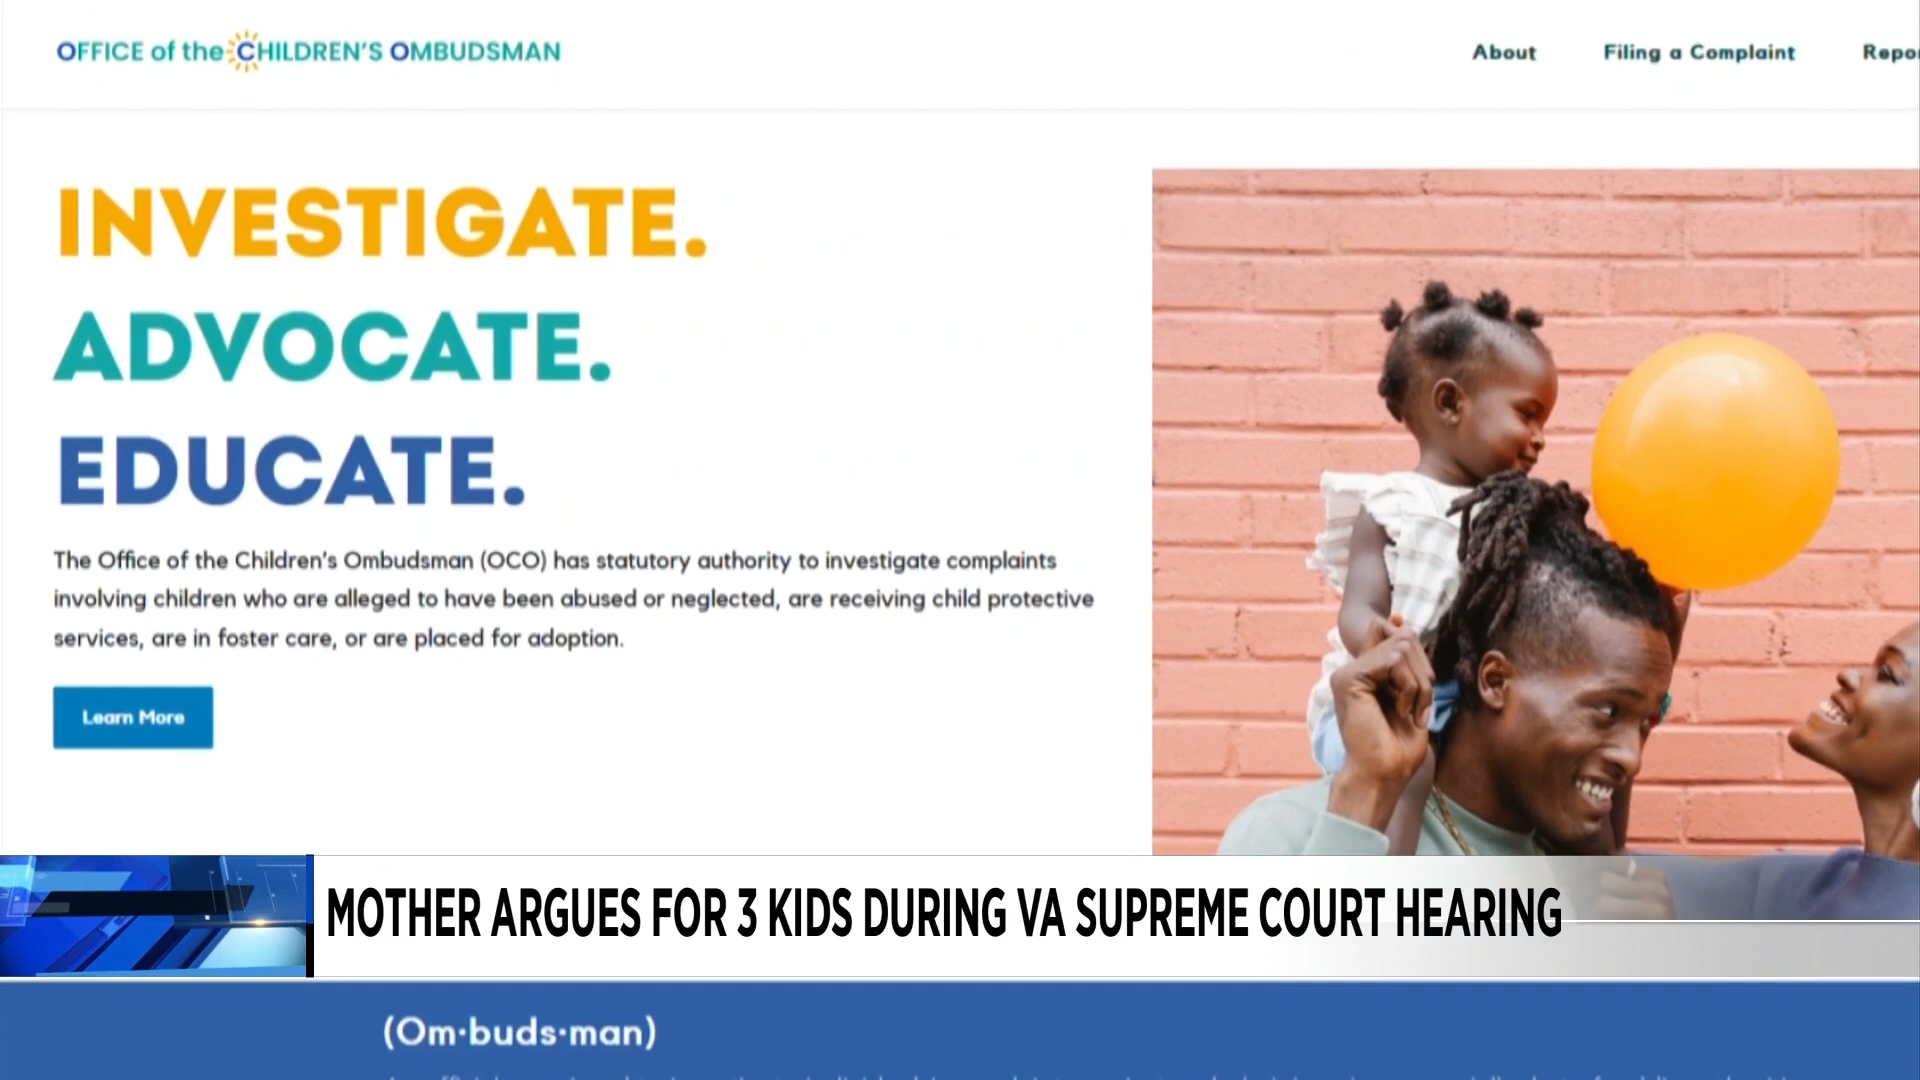 OFFICE of the CHILDREN'S OMBUDSMAN
About Filing a Complaint
INVESTIGATE.
ADVOCATE.
EDUCATE.
The Office of the Children's Ombudsman (OCO) has statutory authority to investigate complaints
involving children who are alleged to have been abused or neglected, are receiving child protective
services, are in foster care, or are placed for adoption.
Learn More
MOTHER ARGUES FOR 3 KIDS DURING VA SUPREME COURT HEARING
(Om·buds·man)